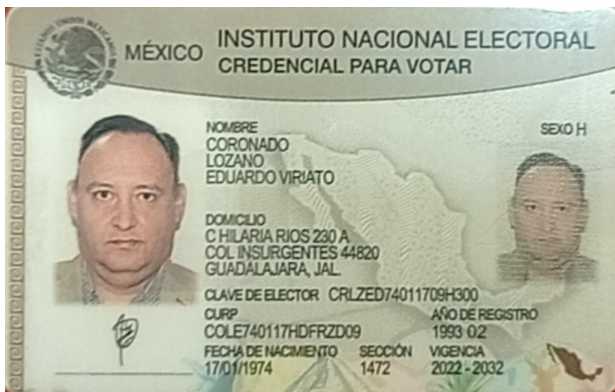 MÉXICO
INSTITUTO NACIONAL ELECTORAL
CREDENCIAL PARA VOTAR
NOMBRE
CORONADO
LOZANO
EDUARDO VIRIATO
SEXO H
DOMICILIO
C HILARIA RIOS 230 A
COL INSURGENTES 44820
GUADALAJARA, JAL.
CLAVE DE ELECTOR CRLZED74011709H300
CURP
COLE740117HDFRZD09
AÑO DE REGISTRO
1993 02
FECHA DE NACIMIENTO
17/01/1974
SECCIÓN
1472
VIGENCIA
2022 - 2032